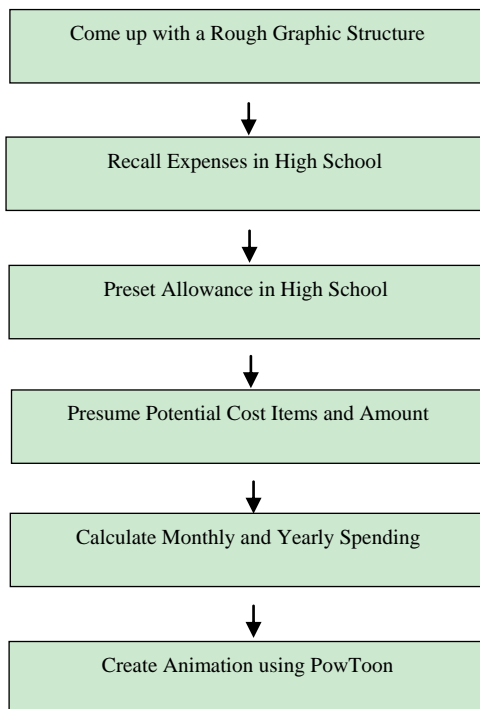 Come up with a Rough Graphic Structure
Recall Expenses in High School
Preset Allowance in High School
Presume Potential Cost Items and Amount
Calculate Monthly and Yearly Spending
Create Animation using PowToon